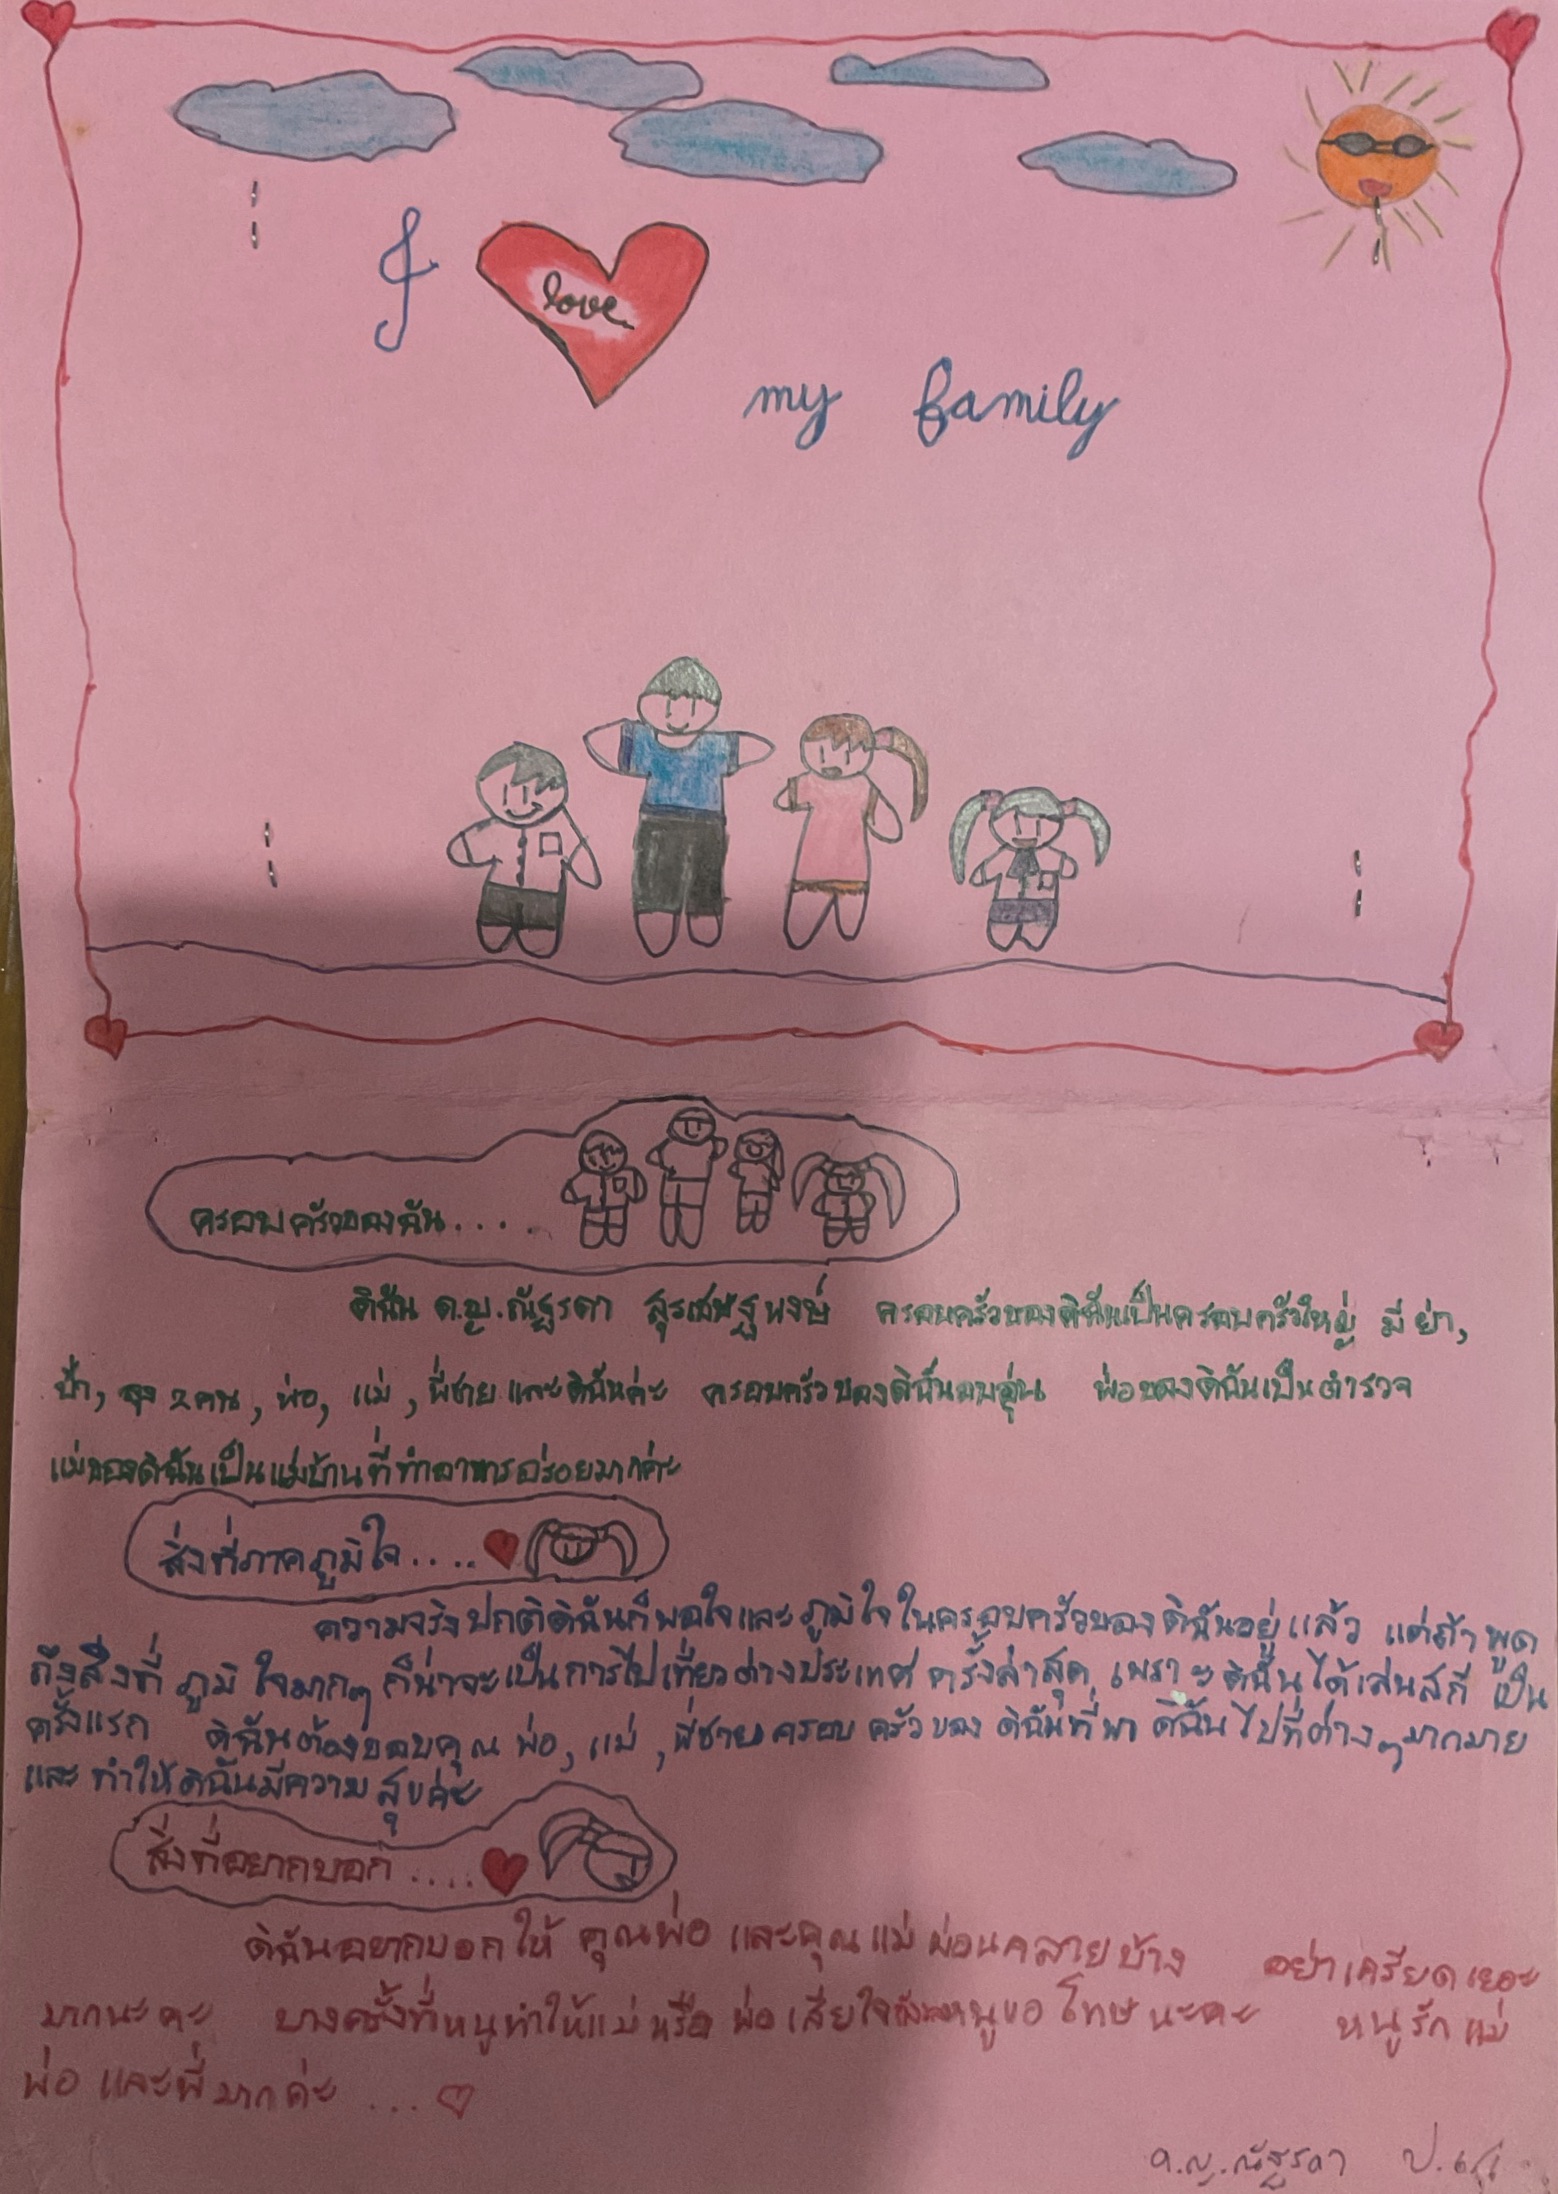 I love
my family
ครอบครัวของฉัน.....
ดิฉัน ด.ญ.ณัฐรดา สุรเชษฐพงษ์ ครอบครัวของดิฉันเป็นครอบครัวใหญ่ มี ย่า,
ป้า, ลุง 2 คน, พ่อ, แม่, พี่ชาย และดิฉันค่ะ ครอบครัวของดิฉันอบอุ่น พ่อของดิฉันเป็นตำรวจ
แม่ของดิฉันเป็นแม่บ้านที่ทำอาหารอร่อยมากค่ะ
สิ่งที่ภาคภูมิใจ....
ความจริงปกติดิฉันก็พอใจและภูมิใจในครอบครัวของดิฉันอยู่แล้ว แต่ถ้าพูด
ถึงสิ่งที่ ภูมิใจมากๆ ก็น่าจะเป็นการไปเที่ยวต่างประเทศ ครั้งล่าสุด เพราะดิฉันได้เล่นสกี เป็น
ครั้งแรก ดิฉันต้องขอบคุณ พ่อ, แม่, พี่ชาย ครอบครัวของ ดิฉันที่พา ดิฉันไปที่ต่างๆมากมาย
และทำให้ดิฉันมีความสุขค่ะ
สิ่งที่อยากบอก....
ดิฉันอยากบอกให้ คุณพ่อ และคุณแม่ ผ่อนคลายบ้าง อย่าเครียดเยอะ
มากนะคะ บางครั้งที่หนูทำให้แม่หรือ พ่อ เสียใจ หนูขอโทษนะคะ หนูรักแม่
พ่อ และพี่มากค่ะ ...
ด.ญ.ณัฐรดา